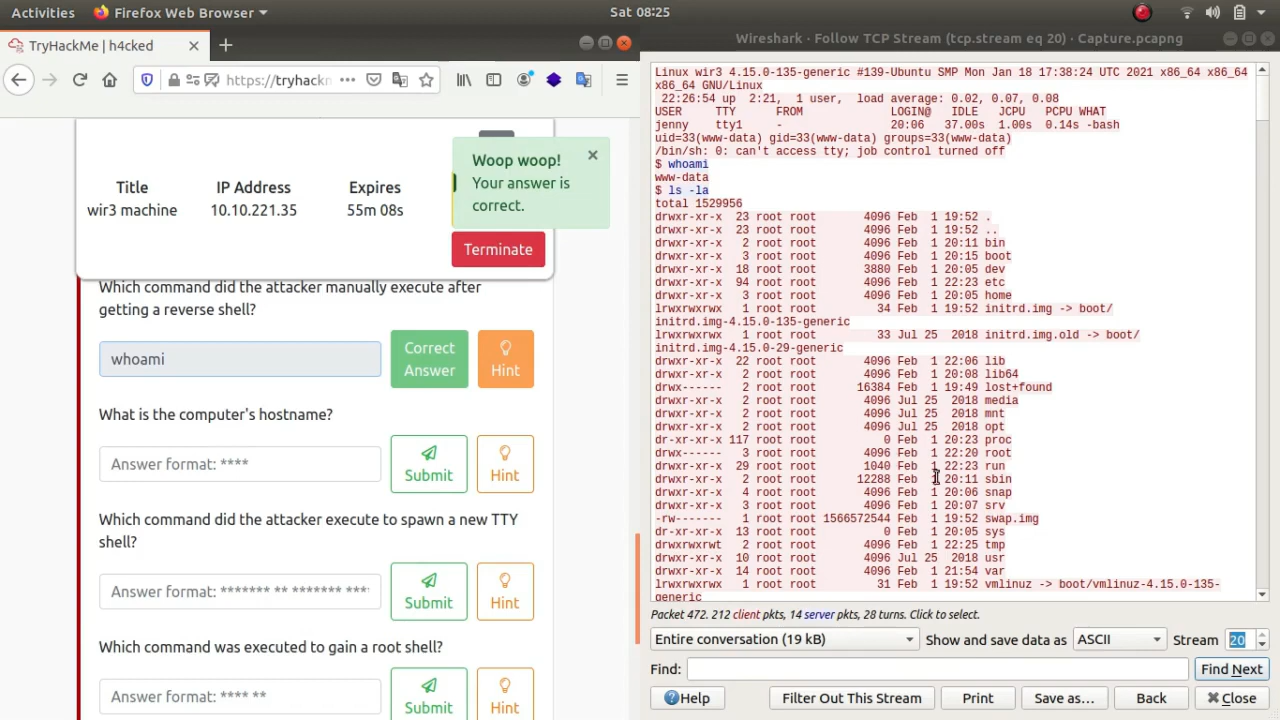 Activities Firefox Web Browser Sat 08:25
TryHackMe | h4cked
https://tryhackn
Title IP Address Expires
wir3 machine 10.10.221.35 55m 08s
Woop woop!
Your answer is
correct.
Terminate
Which command did the attacker manually execute after
getting a reverse shell?
whoami
Correct
Answer
Hint
What is the computer's hostname?
Answer format: ****
Submit
Hint
Which command did the attacker execute to spawn a new TTY
shell?
Answer format: ******* ** ******* ***
Submit
Hint
Which command was executed to gain a root shell?
Answer format: **** **
Submit
Hint
Wireshark · Follow TCP Stream (tcp.stream eq 20) · Capture.pcapng
Linux wir3 4.15.0-135-generic #139-Ubuntu SMP Mon Jan 18 17:38:24 UTC 2021 x86_64 x86_64
x86_64 GNU/Linux
22:26:54 up 2:21, 1 user, load average: 0.02, 0.07, 0.08
USER TTY FROM LOGIN@ IDLE JCPU PCPU WHAT
jenny tty1 - 20:06 37.00s 1.00s 0.14s -bash
uid=33(www-data) gid=33(www-data) groups=33(www-data)
/bin/sh: 0: can't access tty; job control turned off
$ whoami
www-data
$ ls -la
total 1529956
drwxr-xr-x 23 root root 4096 Feb 1 19:52 .
drwxr-xr-x 23 root root 4096 Feb 1 19:52 ..
drwxr-xr-x 2 root root 4096 Feb 1 20:11 bin
drwxr-xr-x 3 root root 4096 Feb 1 20:15 boot
drwxr-xr-x 18 root root 3880 Feb 1 20:05 dev
drwxr-xr-x 94 root root 4096 Feb 1 22:23 etc
drwxr-xr-x 3 root root 4096 Feb 1 20:05 home
lrwxrwxrwx 1 root root 34 Feb 1 19:52 initrd.img -> boot/
initrd.img-4.15.0-135-generic
lrwxrwxrwx 1 root root 33 Jul 25 2018 initrd.img.old -> boot/
initrd.img-4.15.0-29-generic
drwxr-xr-x 22 root root 4096 Feb 1 22:06 lib
drwxr-xr-x 2 root root 4096 Feb 1 20:08 lib64
drwx------ 2 root root 16384 Feb 1 19:49 lost+found
drwxr-xr-x 2 root root 4096 Jul 25 2018 media
drwxr-xr-x 2 root root 4096 Jul 25 2018 mnt
drwxr-xr-x 2 root root 4096 Jul 25 2018 opt
dr-xr-xr-x 117 root root 0 Feb 1 20:23 proc
drwx------ 3 root root 4096 Feb 1 22:20 root
drwxr-xr-x 29 root root 1040 Feb 1 22:23 run
drwxr-xr-x 2 root root 12288 Feb 1 20:11 sbin
drwxr-xr-x 4 root root 4096 Feb 1 20:06 snap
drwxr-xr-x 3 root root 4096 Feb 1 20:07 srv
-rw------- 1 root root 1566572544 Feb 1 19:52 swap.img
dr-xr-xr-x 13 root root 0 Feb 1 20:05 sys
drwxrwxrwt 2 root root 4096 Feb 1 22:25 tmp
drwxr-xr-x 10 root root 4096 Jul 25 2018 usr
drwxr-xr-x 14 root root 4096 Feb 1 21:54 var
lrwxrwxrwx 1 root root 31 Feb 1 19:52 vmlinuz -> boot/vmlinuz-4.15.0-135-
generic
Packet 472. 212 client pkts, 14 server pkts, 28 turns. Click to select.
Entire conversation (19 kB) Show and save data as ASCII Stream 20
Find: Find Next
Help Filter Out This Stream Print Save as… Back Close